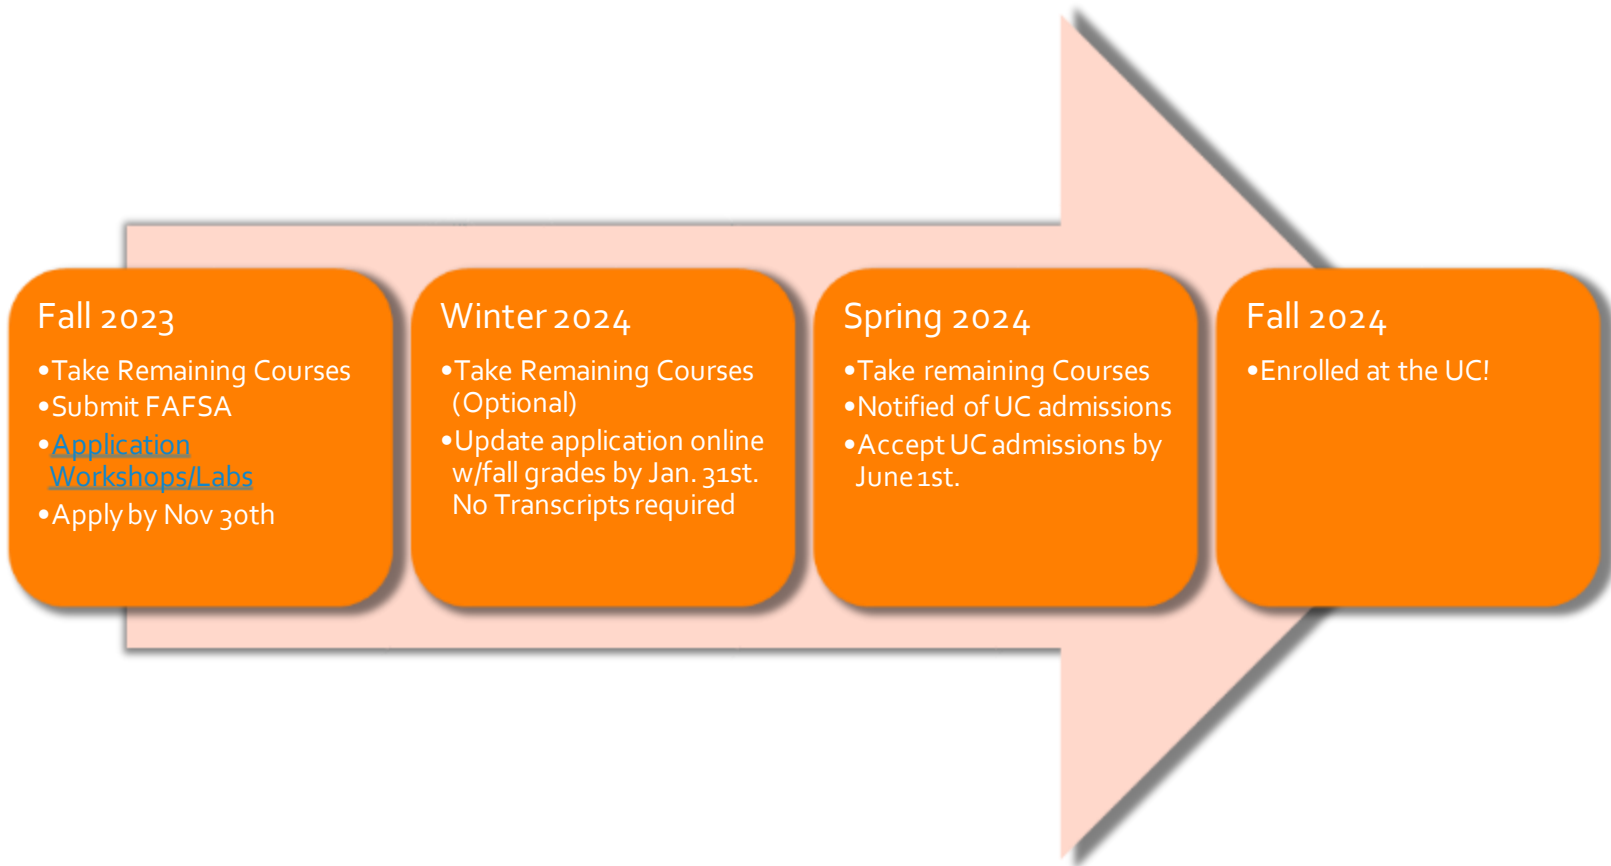 Fall 2023
•Take Remaining Courses
•Submit FAFSA
•Application
Workshops/Labs
•Apply by Nov 30th
Winter 2024
•Take Remaining Courses
(Optional)
•Update application online
w/fall grades by Jan. 31st.
No Transcripts required
Spring 2024
•Take remaining Courses
•Notified of UC admissions
•Accept UC admissions by
June 1st.
Fall 2024
•Enrolled at the UC!